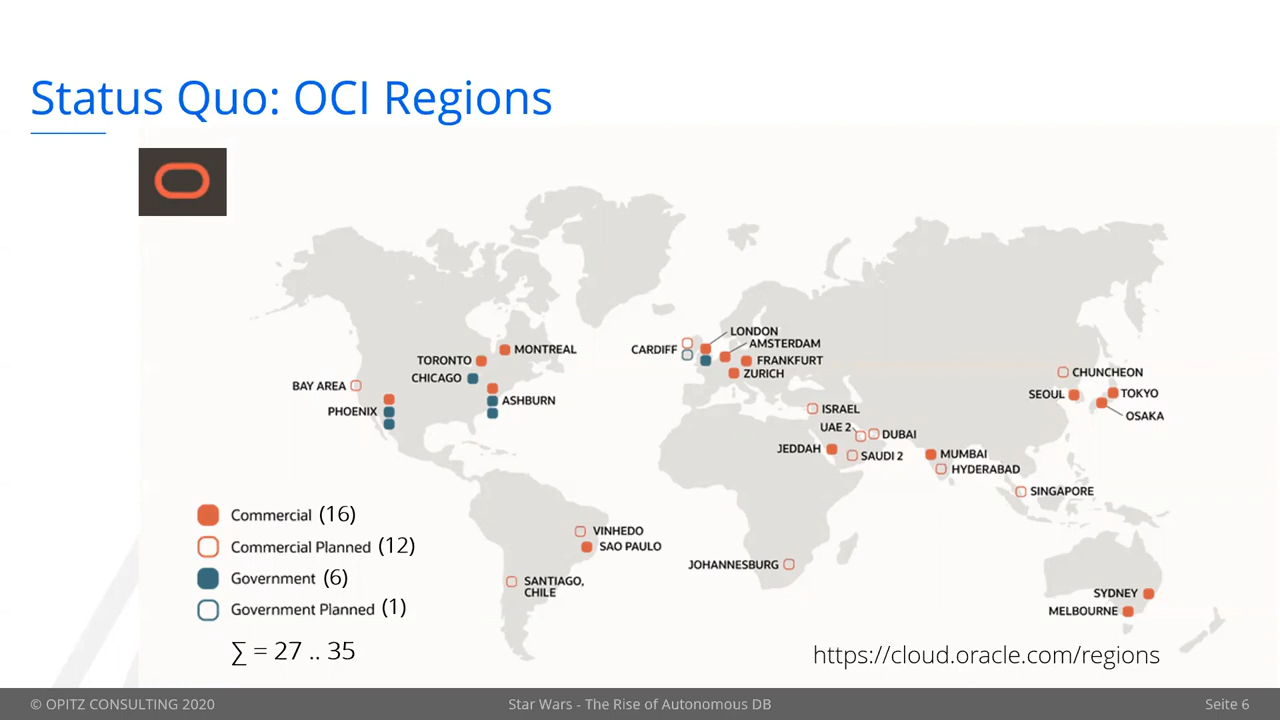 Status Quo: OCI Regions
LONDON
CARDIFF
AMSTERDAM
FRANKFURT
ZURICH
TORONTO
MONTREAL
CHICAGO
BAY AREA
ASHBURN
PHOENIX
CHUNCHEON
SEOUL
TOKYO
OSAKA
ISRAEL
UAE 2
DUBAI
JEDDAH
SAUDI 2
MUMBAI
HYDERABAD
SINGAPORE
VINHEDO
SAO PAULO
JOHANNESBURG
SANTIAGO,
CHILE
SYDNEY
MELBOURNE
Commercial (16)
Commercial Planned (12)
Government (6)
Government Planned (1)
∑ = 27 .. 35
https://cloud.oracle.com/regions
© OPITZ CONSULTING 2020
Star Wars - The Rise of Autonomous DB
Seite 6